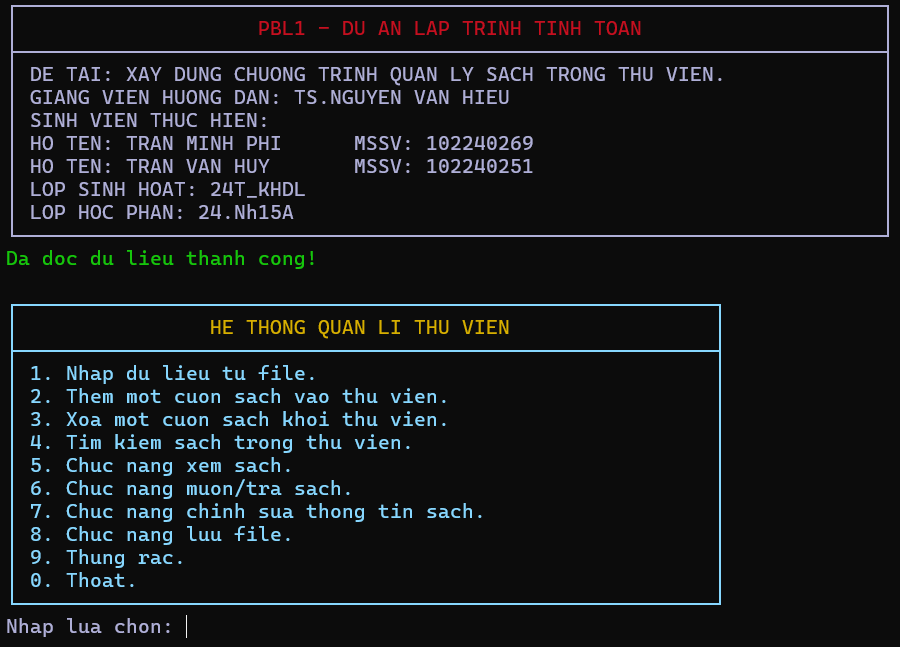 PBL1 - DU AN LAP TRINH TINH TOAN
DE TAI: XAY DUNG CHUONG TRINH QUAN LY SACH TRONG THU VIEN.
GIANG VIEN HUONG DAN: TS.NGUYEN VAN HIEU
SINH VIEN THUC HIEN:
HO TEN: TRAN MINH PHI      MSSV: 102240269
HO TEN: TRAN VAN HUY       MSSV: 102240251
LOP SINH HOAT: 24T_KHDL
LOP HOC PHAN: 24.Nh15A
Da doc du lieu thanh cong!
HE THONG QUAN LI THU VIEN
1. Nhap du lieu tu file.
2. Them mot cuon sach vao thu vien.
3. Xoa mot cuon sach khoi thu vien.
4. Tim kiem sach trong thu vien.
5. Chuc nang xem sach.
6. Chuc nang muon/tra sach.
7. Chuc nang chinh sua thong tin sach.
8. Chuc nang luu file.
9. Thung rac.
0. Thoat.
Nhap lua chon: